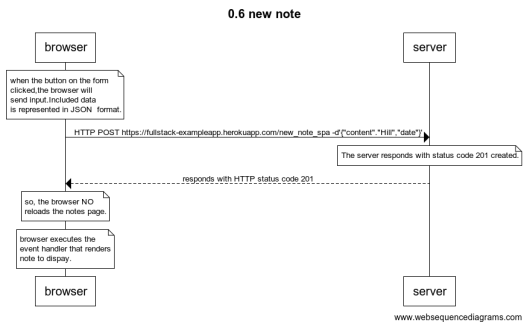 0.6 new note
browser
server
when the button on the form
clicked,the browser will
send input.Included data
is represented in JSON format.
HTTP POST https://fullstack-exampleapp.herokuapp.com/new_note_spa -d'{"content"."Hill","date"}'
The server responds with status code 201 created.
responds with HTTP status code 201
so, the browser NO
reloads the notes page.
browser executes the
event handler that renders
note to dispay.
browser
server
www.websequencediagrams.com